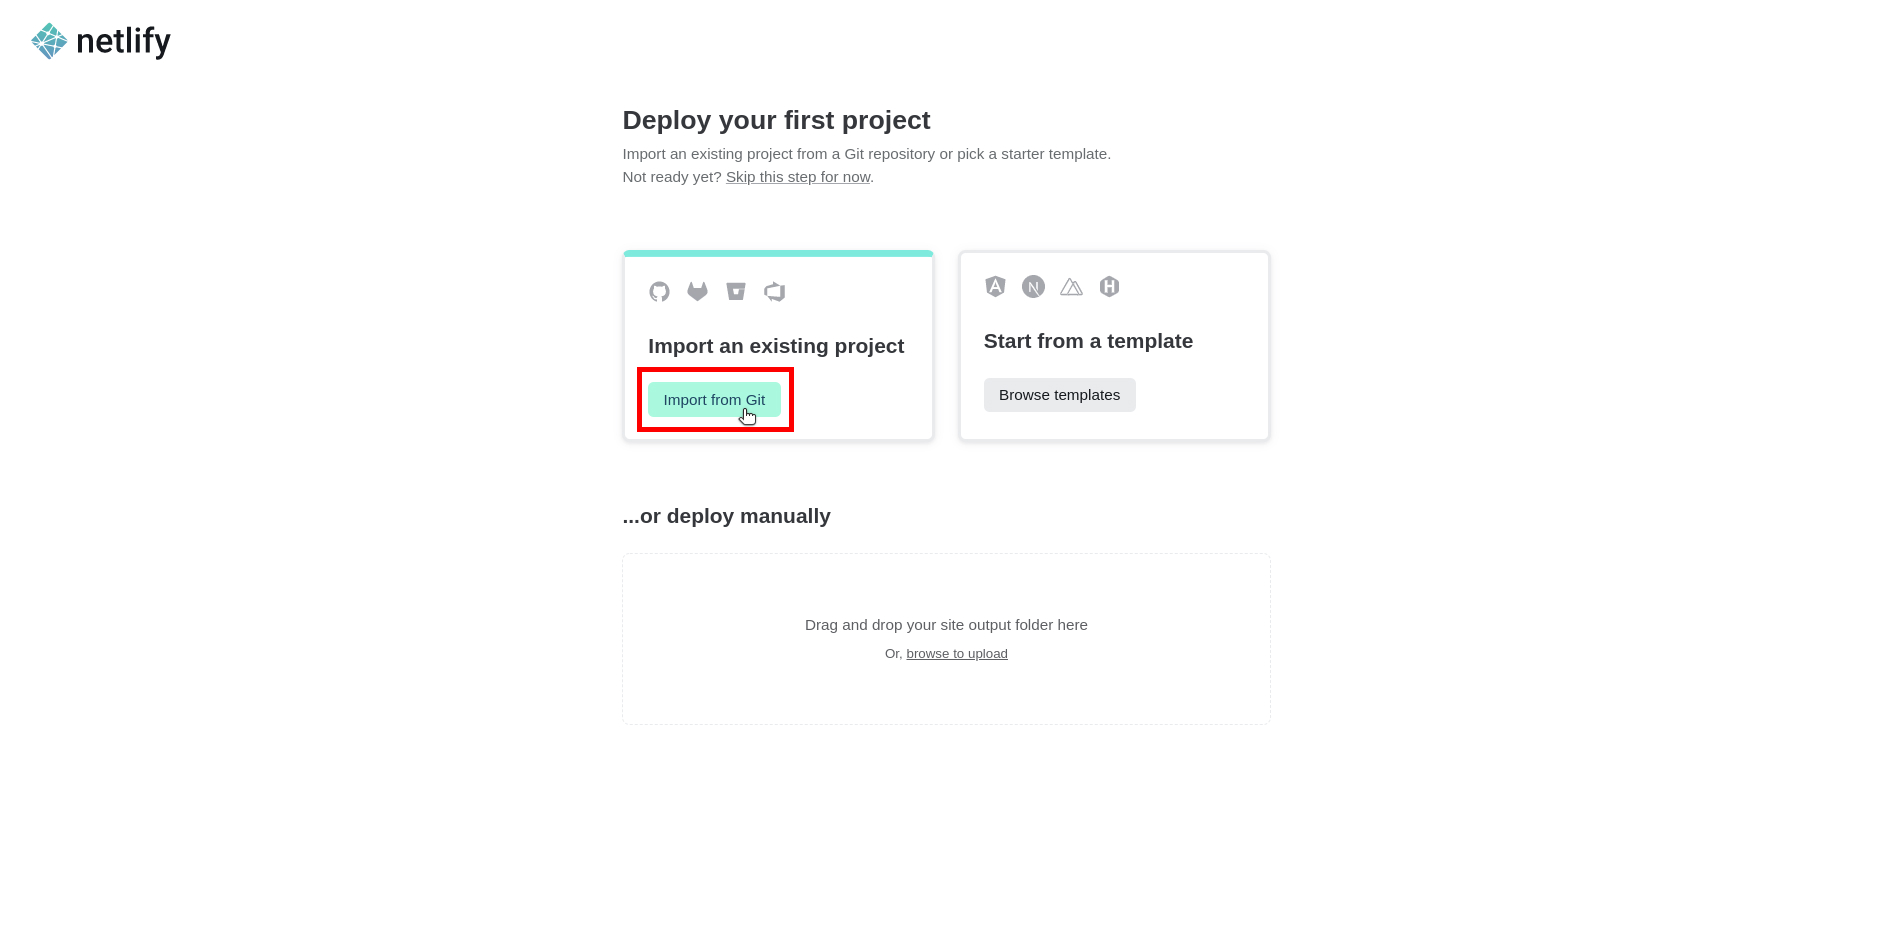 netlify
Deploy your first project
Import an existing project from a Git repository or pick a starter template.
Not ready yet? Skip this step for now.
Import an existing project
Import from Git
Start from a template
Browse templates
...or deploy manually
Drag and drop your site output folder here
Or, browse to upload